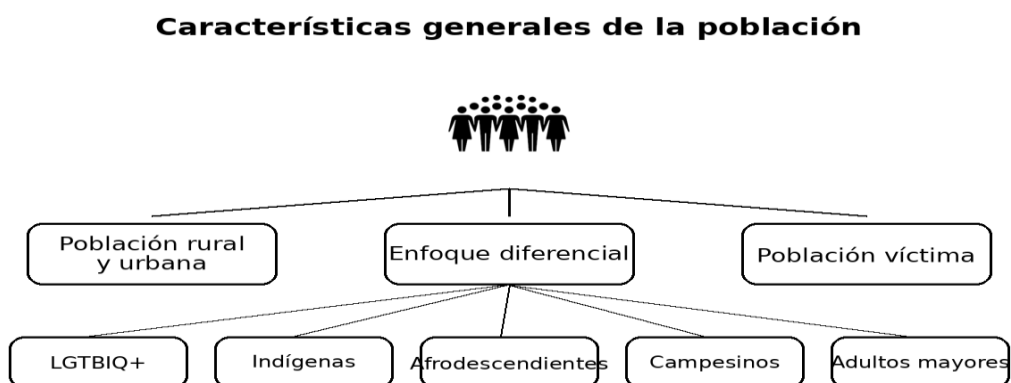 Características generales de la población
Población rural
y urbana
Enfoque diferencial
Población víctima
LGTBIQ+
Indígenas
Afrodescendientes
Campesinos
Adultos mayores